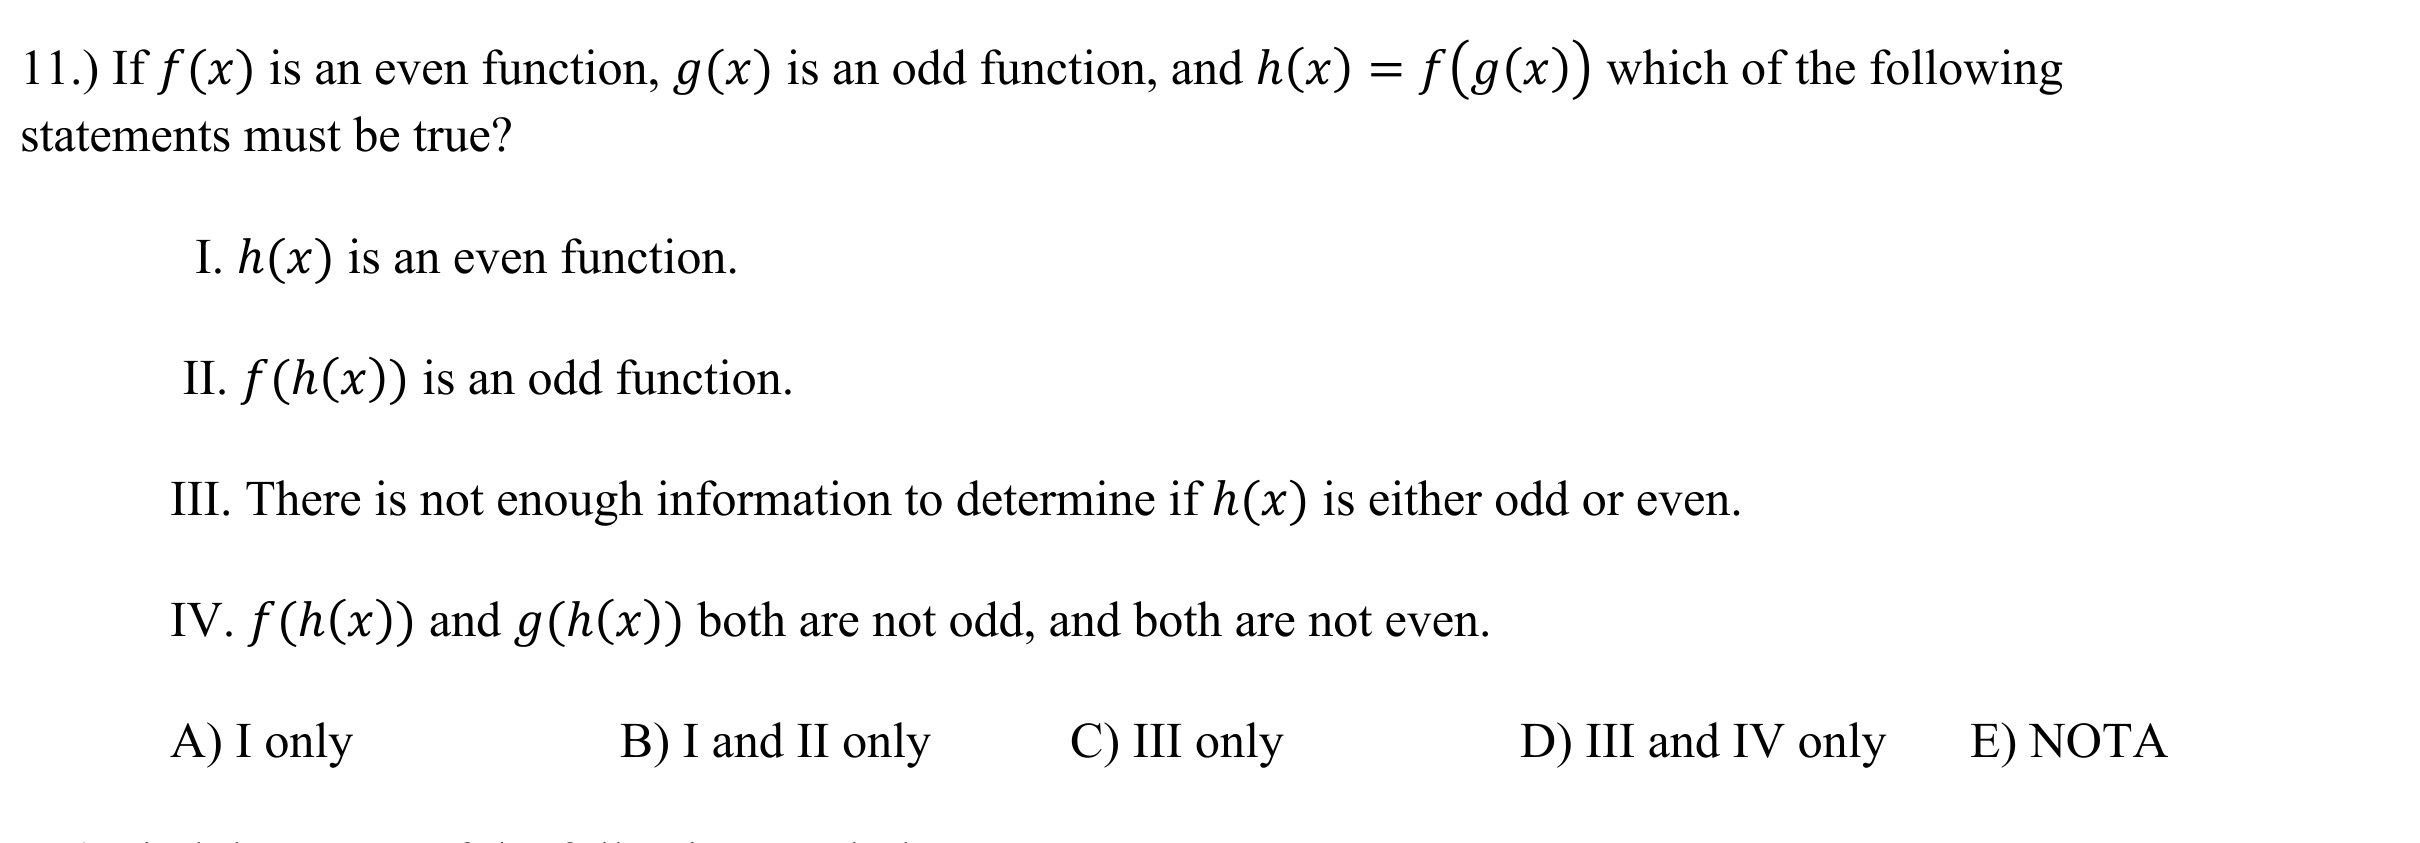 11.) If f(x) is an even function, g(x) is an odd function, and h(x) = f(g(x)) which of the following
statements must be true?
I. h(x) is an even function.
II. f(h(x)) is an odd function.
III. There is not enough information to determine if h(x) is either odd or even.
IV. f(h(x)) and g(h(x)) both are not odd, and both are not even.
A) I only B) I and II only C) III only D) III and IV only E) NOTA